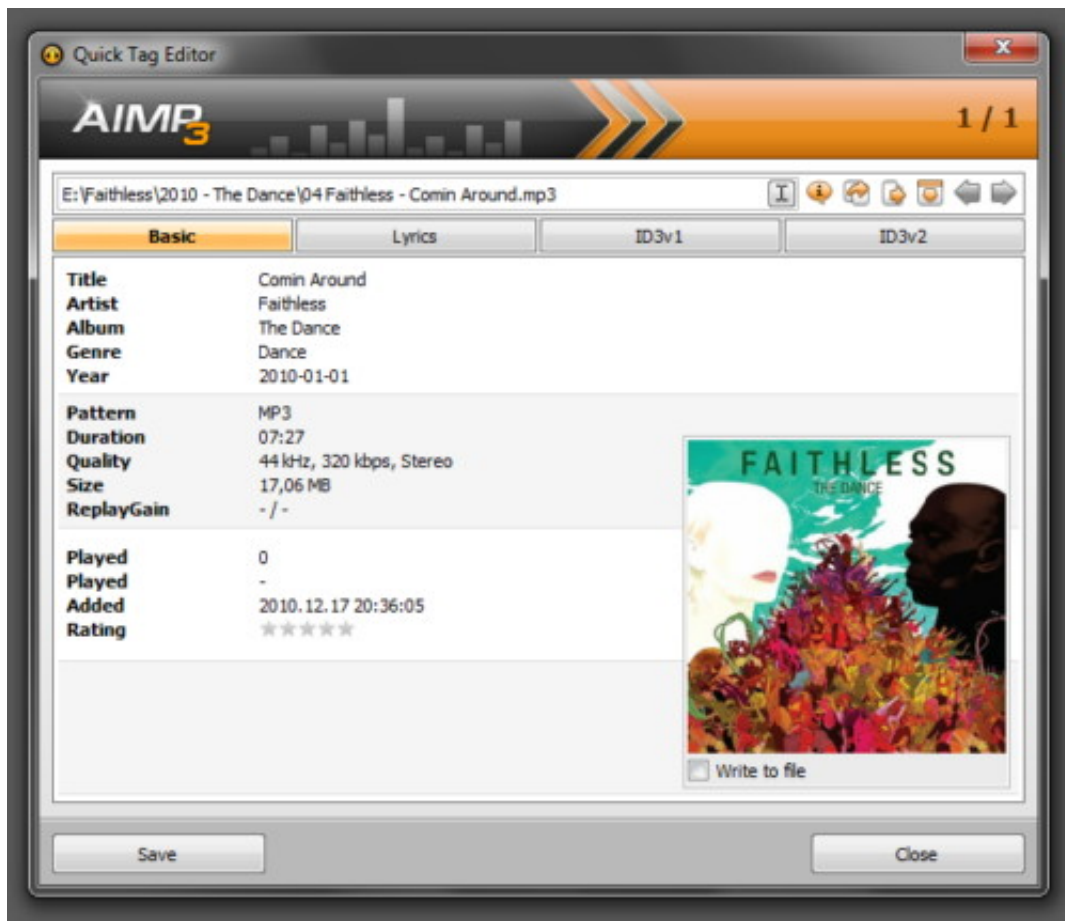 Quick Tag Editor
AIMP3
1 / 1
E:\Faithless\2010 - The Dance\04 Faithless - Comin Around.mp3
Basic Lyrics ID3v1 ID3v2
Title Comin Around
Artist Faithless
Album The Dance
Genre Dance
Year 2010-01-01
Pattern MP3
Duration 07:27
Quality 44 kHz, 320 kbps, Stereo
Size 17,06 MB
ReplayGain - / -
Played 0
Played -
Added 2010.12.17 20:36:05
Rating
FAITHLESS
THE DANCE
Write to file
Save Close